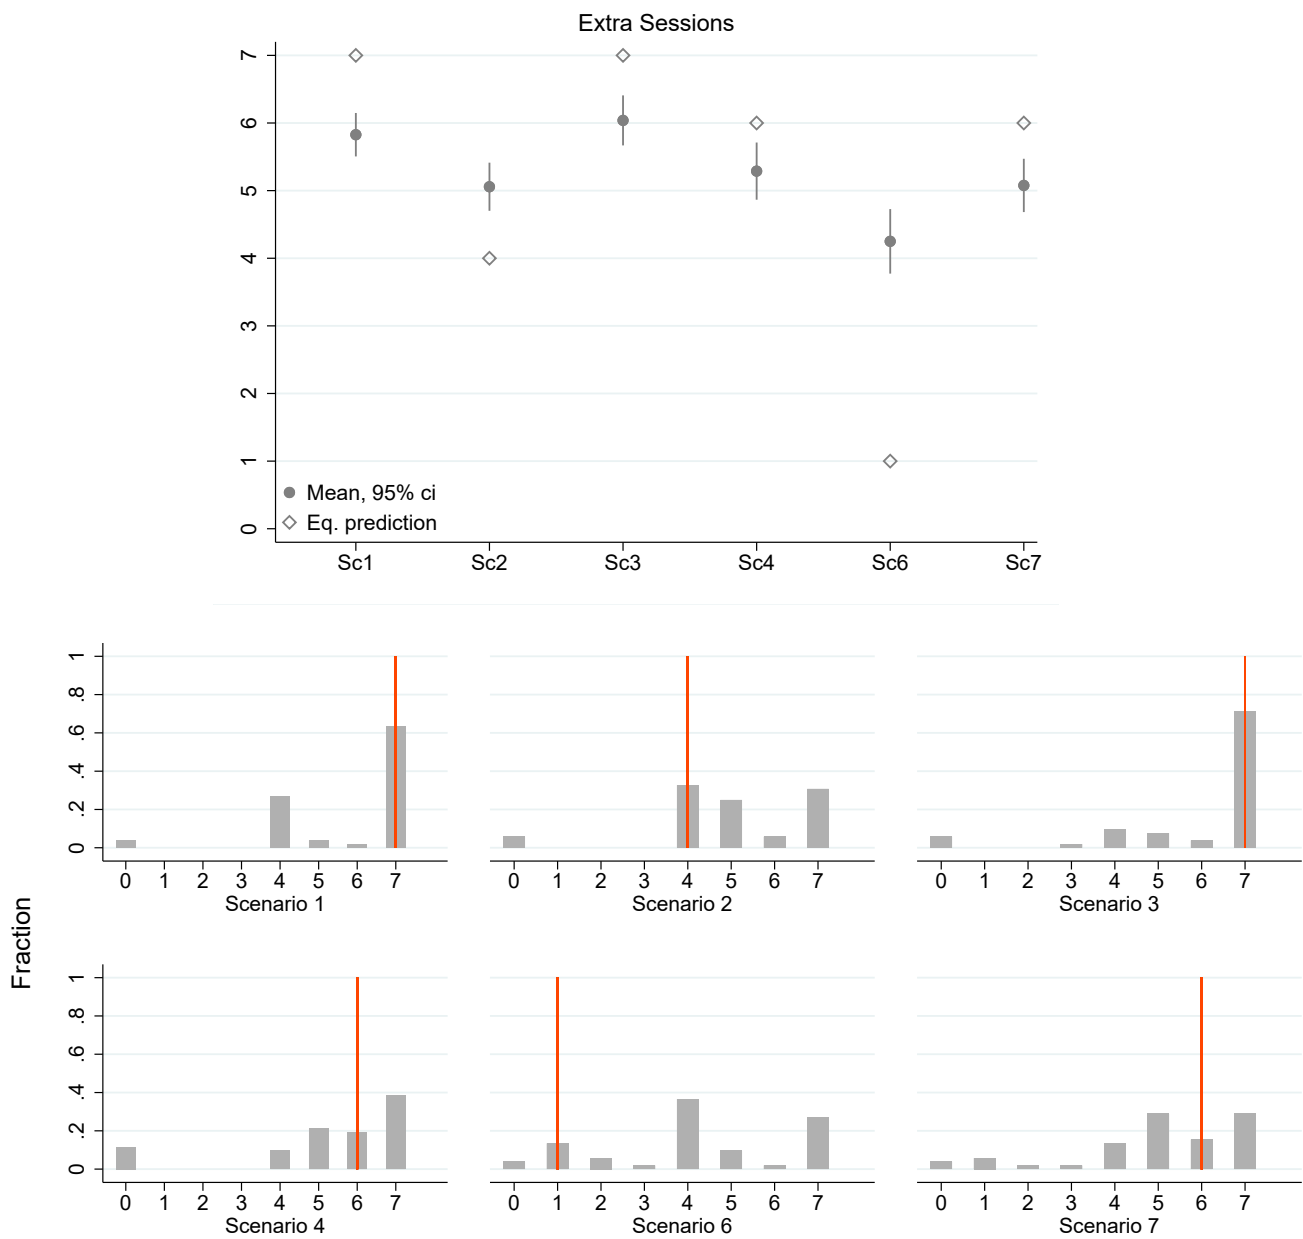 Extra Sessions
7
6
5
4
3
2
1
0
Mean, 95% ci
Eq. prediction
Sc1 Sc2 Sc3 Sc4 Sc6 Sc7
Fraction
1
.8
.6
.4
.2
0
0 1 2 3 4 5 6 7
Scenario 1
0 1 2 3 4 5 6 7
Scenario 2
0 1 2 3 4 5 6 7
Scenario 3
1
.8
.6
.4
.2
0
0 1 2 3 4 5 6 7
Scenario 4
0 1 2 3 4 5 6 7
Scenario 6
0 1 2 3 4 5 6 7
Scenario 7